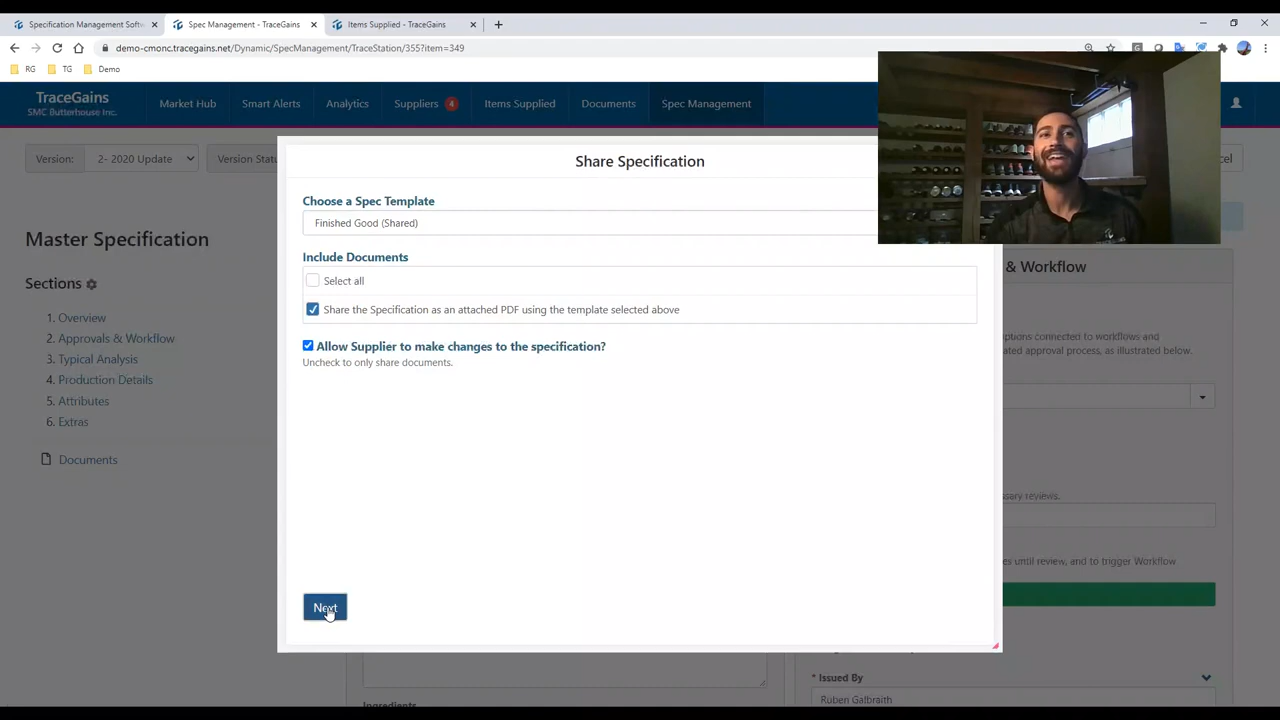 Specification Management Softw
Spec Management - TraceGains
Items Supplied - TraceGains
demo-cmonc.tracegains.net/Dynamic/SpecManagement/TraceStation/355?item=349
RG
TG
Demo
TraceGains
SMC Butterhouse Inc.
Market Hub
Smart Alerts
Analytics
Suppliers 4
Items Supplied
Documents
Spec Management
Version:
2- 2020 Update
Version Statu
cel
Master Specification
Sections
1. Overview
2. Approvals & Workflow
3. Typical Analysis
4. Production Details
5. Attributes
6. Extras
Documents
Share Specification
Choose a Spec Template
Finished Good (Shared)
Include Documents
Select all
Share the Specification as an attached PDF using the template selected above
Allow Supplier to make changes to the specification?
Uncheck to only share documents.
Next
& Workflow
ptions connected to workflows and
ated approval process, as illustrated below.
ssary reviews.
es until review, and to trigger Workflow
* Issued By
Ruben Galbraith
Ingredients